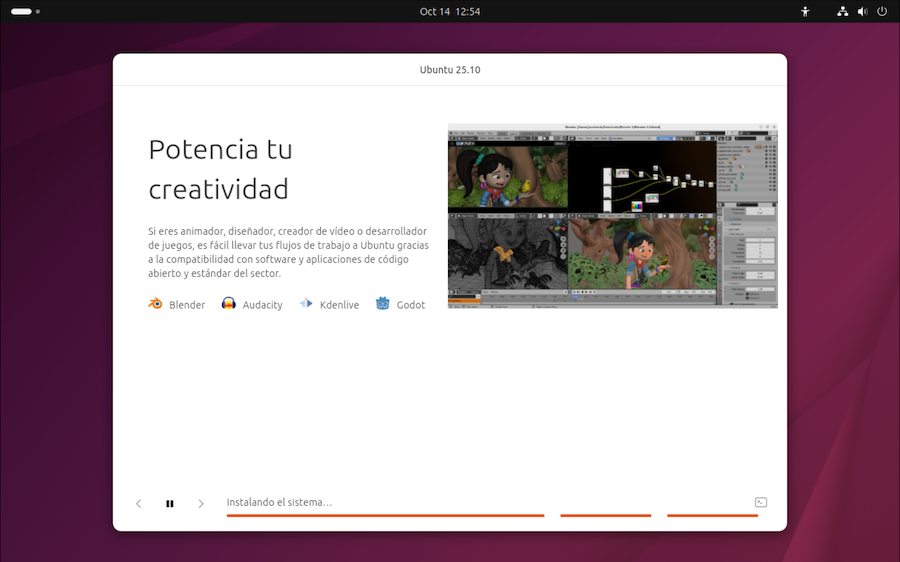 Oct 14 12:54
Ubuntu 25.10
Potencia tu
creatividad
Si eres animador, diseñador, creador de vídeo o desarrollador
de juegos, es fácil llevar tus flujos de trabajo a Ubuntu gracias
a la compatibilidad con software y aplicaciones de código
abierto y estándar del sector.
Blender Audacity Kdenlive Godot
Instalando el sistema...